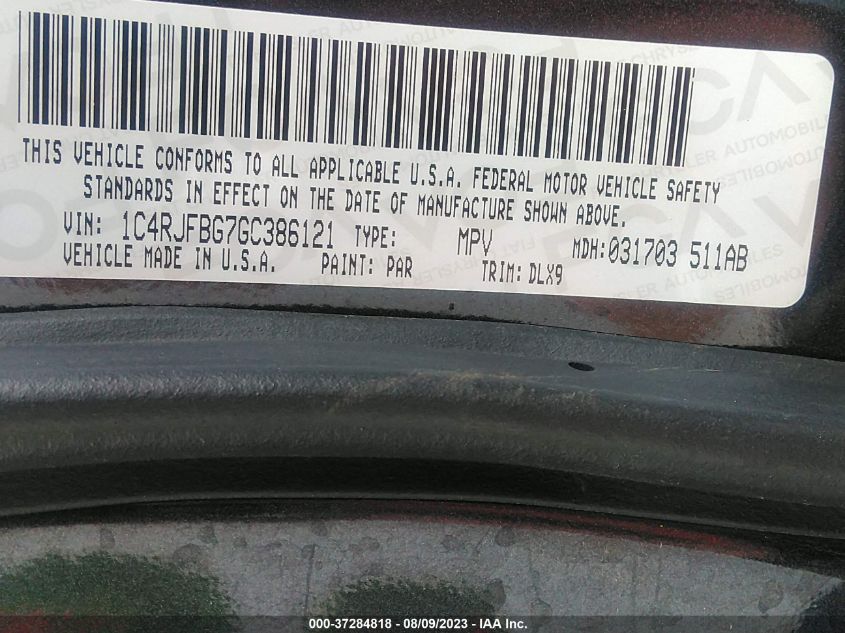 THIS VEHICLE CONFORMS TO ALL APPLICABLE U.S.A. FEDERAL MOTOR VEHICLE SAFETY
STANDARDS IN EFFECT ON THE DATE OF MANUFACTURE SHOWN ABOVE.
VIN: 1C4RJFBG7GC386121 TYPE: MPV MDH:031703 511AB
VEHICLE MADE IN U.S.A. PAINT: PAR TRIM: DLX9
000-37284818 - 08/09/2023 - IAA Inc.